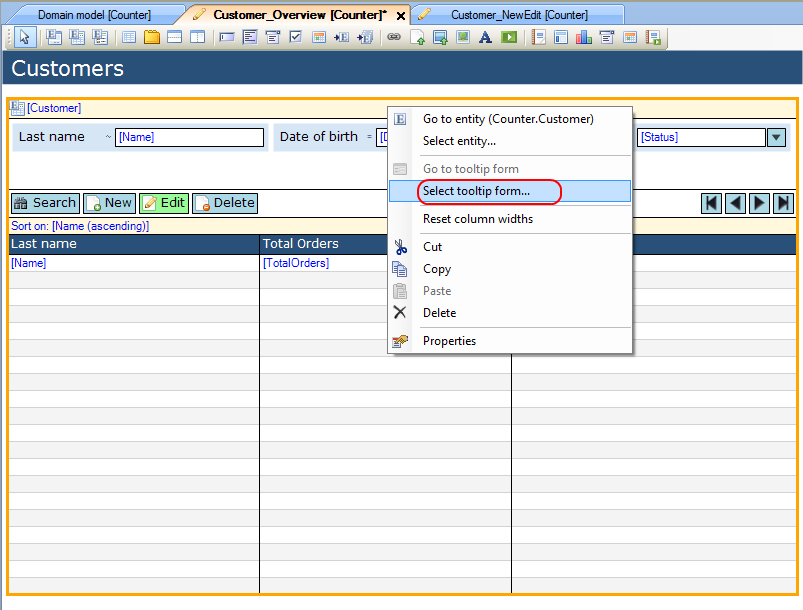 Domain model [Counter]
Customer_Overview [Counter]*
Customer_NewEdit [Counter]
Customers
[Customer]
Last name ~ [Name]
Date of birth = [D
[Status]
Go to entity (Counter.Customer)
Select entity...
Go to tooltip form
Select tooltip form...
Reset column widths
Cut
Copy
Paste
Delete
Properties
Search New Edit Delete
Sort on: [Name (ascending)]
Last name Total Orders
[Name] [TotalOrders]